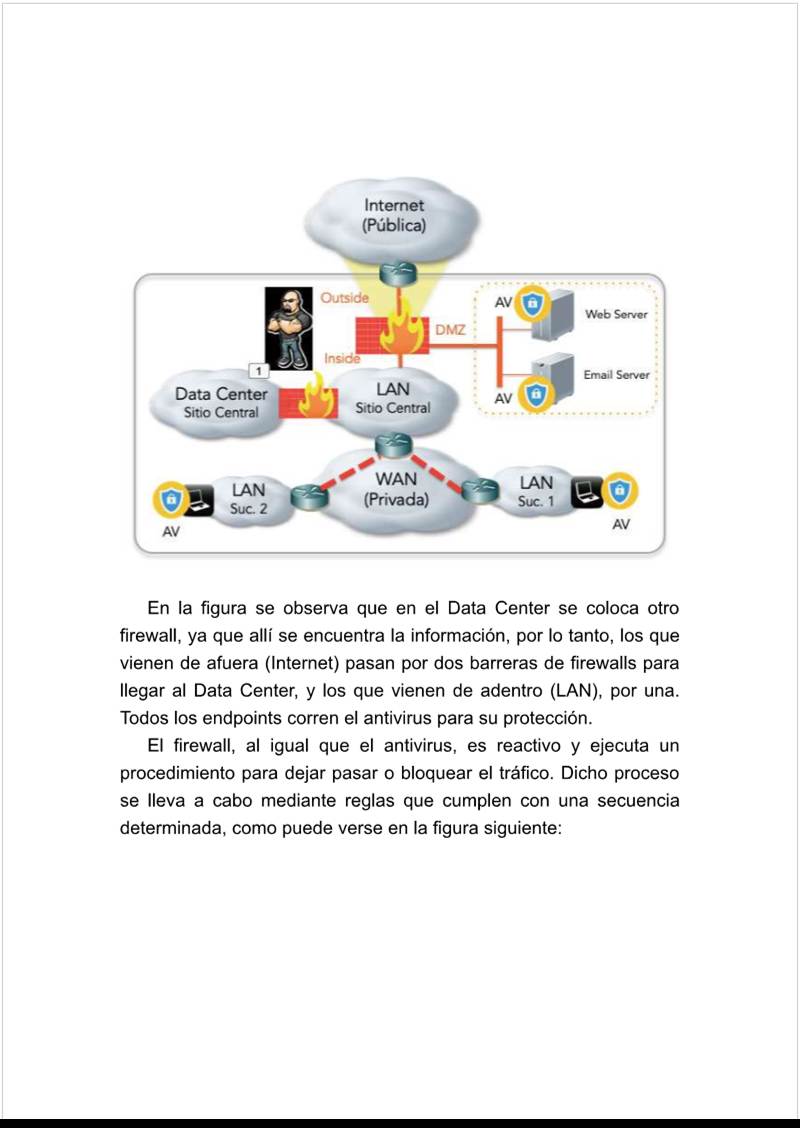 Internet
(Pública)
Outside
AV
Web Server
DMZ
Inside
1
Email Server
AV
Data Center
Sitio Central
LAN
Sitio Central
WAN
(Privada)
LAN
Suc. 2
AV
LAN
Suc. 1
AV
En la figura se observa que en el Data Center se coloca otro
firewall, ya que allí se encuentra la información, por lo tanto, los que
vienen de afuera (Internet) pasan por dos barreras de firewalls para
llegar al Data Center, y los que vienen de adentro (LAN), por una.
Todos los endpoints corren el antivirus para su protección.
El firewall, al igual que el antivirus, es reactivo y ejecuta un
procedimiento para dejar pasar o bloquear el tráfico. Dicho proceso
se lleva a cabo mediante reglas que cumplen con una secuencia
determinada, como puede verse en la figura siguiente: